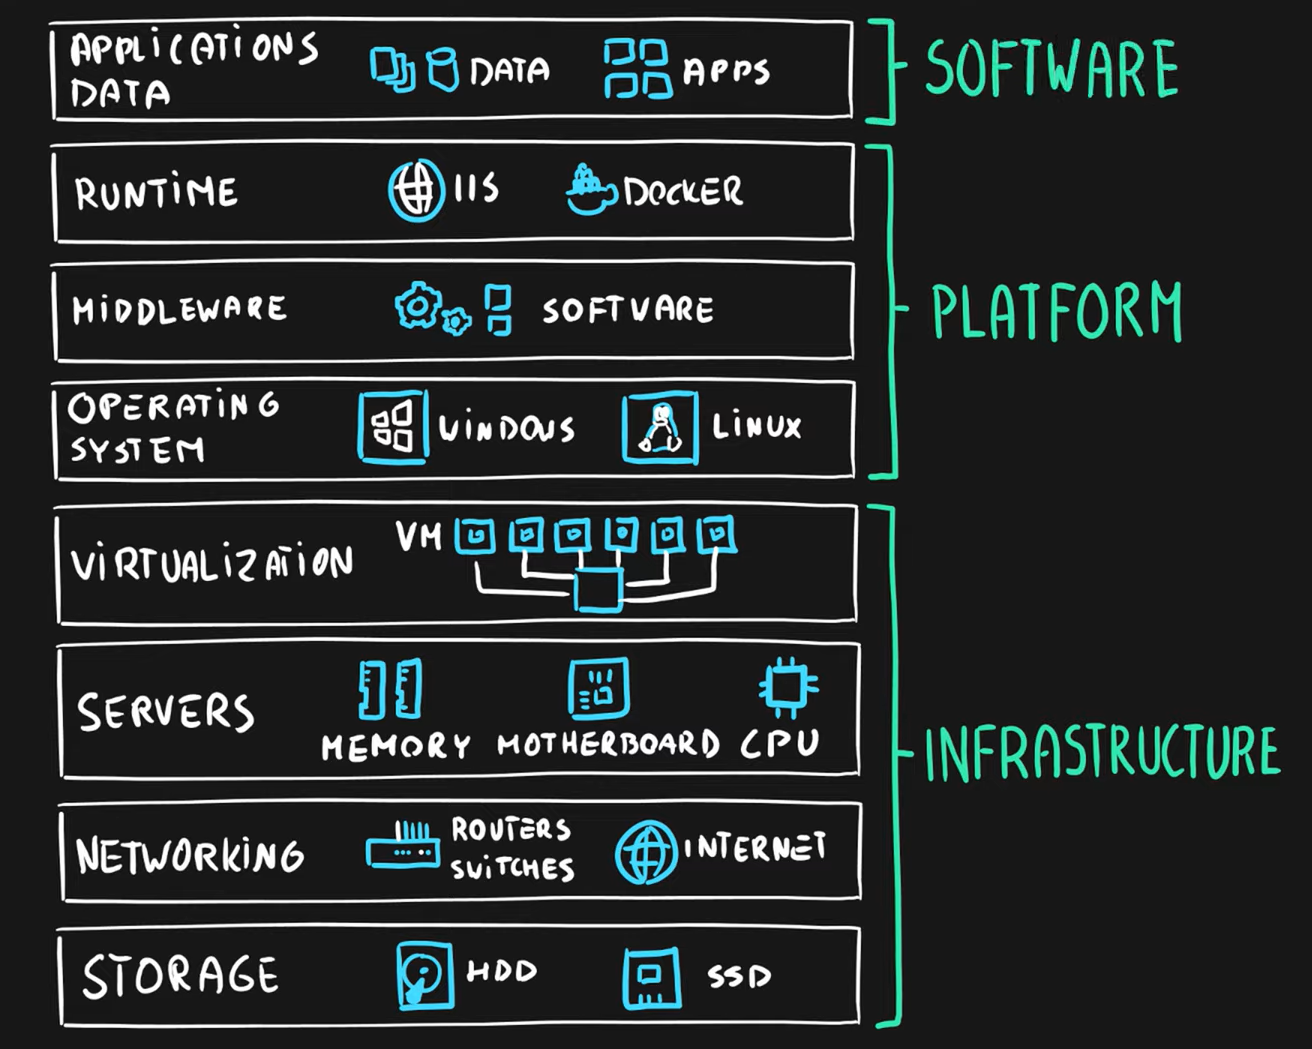 APPLICATIONS
DATA
DATA
APPS
SOFTWARE
RUNTIME
IIS
DOCKER
MIDDLEWARE
SOFTVARE
PLATFORM
OPERATING
SYSTEM
VINDOVS
LINUX
VIRTUALIZATION
VM
SERVERS
MEMORY
MOTHERBOARD
CPU
INFRASTRUCTURE
NETWORKING
ROUTERS
SVITCHES
INTERNET
STORAGE
HDD
SSD